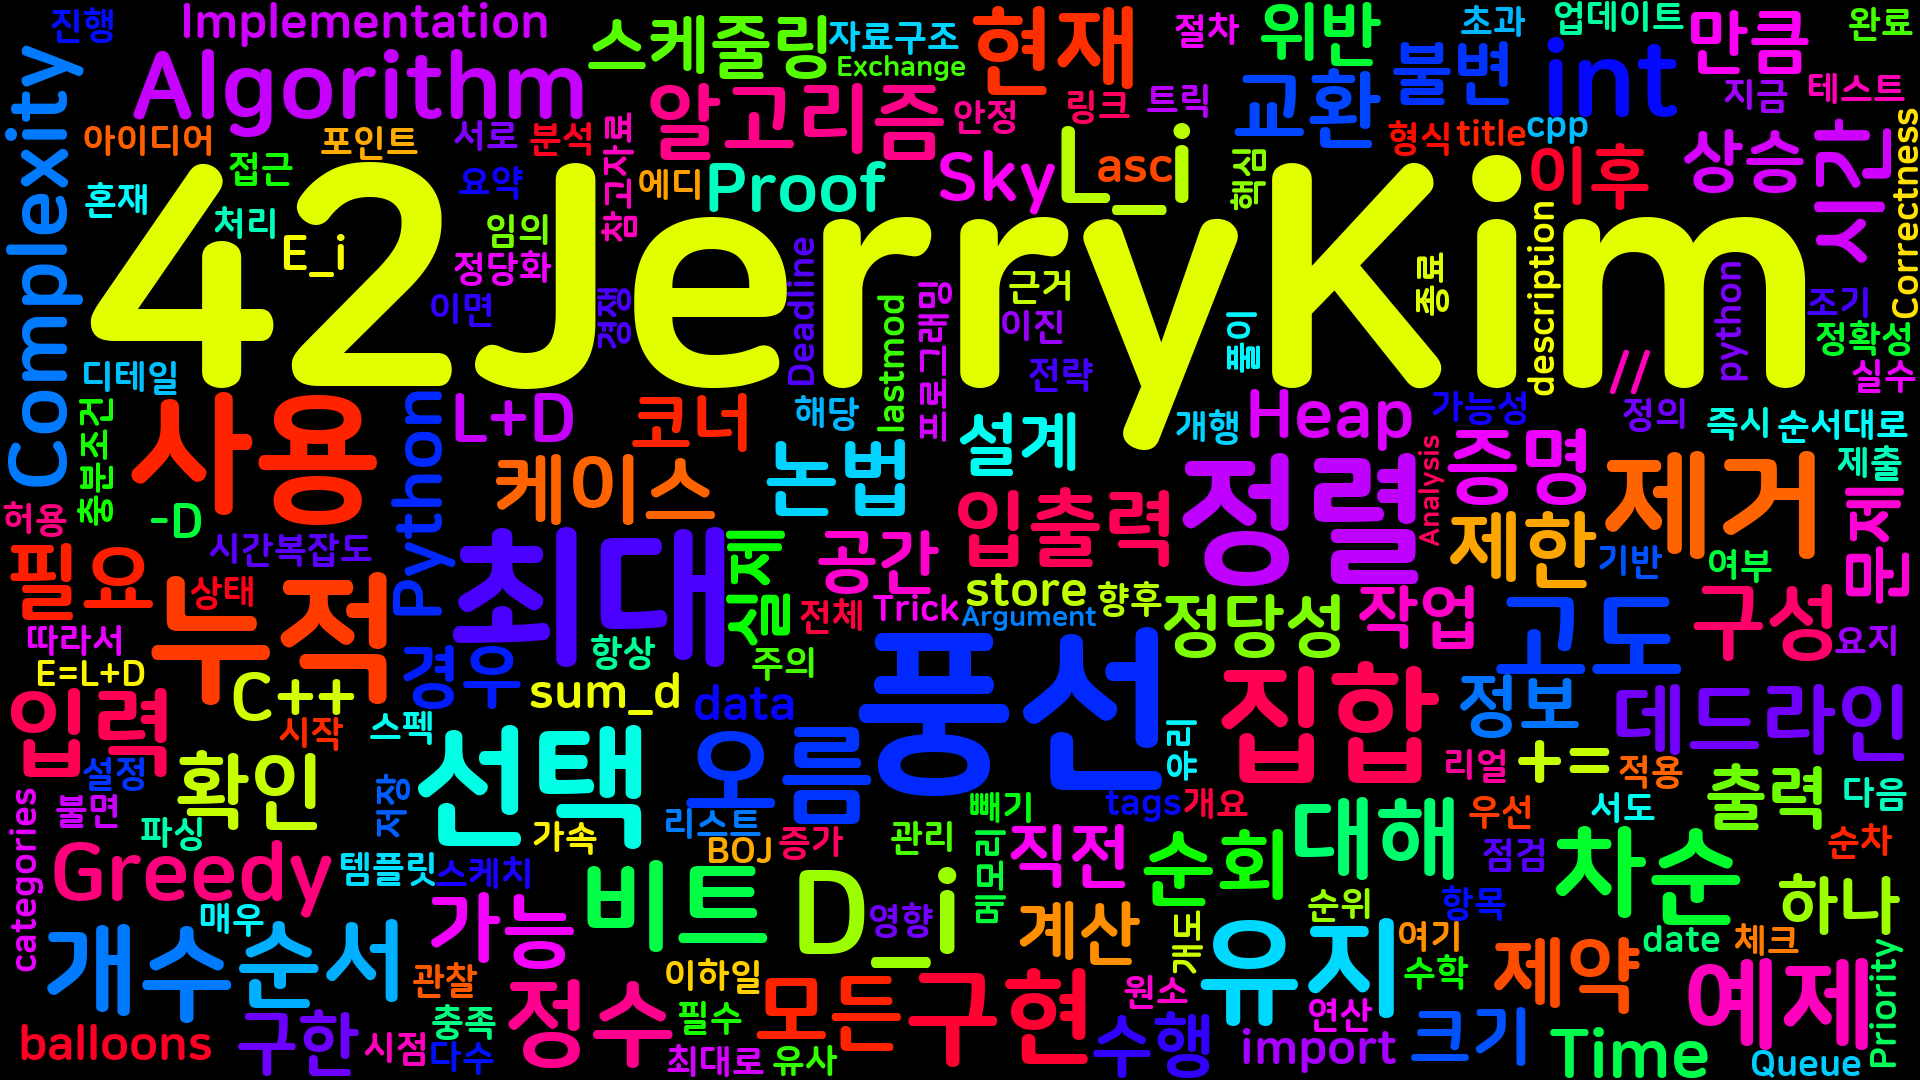 진행
Implementation
스케줄링
자료구조
Exchange
현재
절차
위반
초과
업데이트
만큼
완료
Complexity
Algorithm
알고리즘
안정
링크
트릭
교환
불변
int
지금
테스트
아이디어
포인트
서로
분석
참고자료
형식
title
cpp
이후
상승
시간
Correctness
혼재
접근
요약
에디
Proof
Sky
L_i
asc
핵심
처리
E_i
임의
정당화
이면
42JerryKim
경쟁
Deadline
lastmod
프로그래밍
근거
이진
전략
풀이
종료
description
//
python
조기
정확성
실수
디테일
충분조건
사용
Python
L+D
코너
해당
설계
개행
Heap
가능성
정의
즉시
순서대로
제출
허용
-D
시간복잡도
케이스
논법
입출력
정렬
Analysis
증명
제한
제거
기반
여부
문제
필요
상태
누적
최대
실제
공간
전체
Trick
store
Argument
향후
정당성
작업
고도
구성
요지
따라서
E=L+D
경우
항상
주의
풍선
집합
정보
데드라인
입력
C++
시작
스펙
sum_d
data
유리
리얼
+=
적용
출력
다음
설정
불면
확인
저장
선택
오름
리스트
빼기
tags
개요
대해
우선
서도
categories
파싱
가속
BOJ
증가
관리
메모리
직전
순회
점검
차순
순차
Greedy
템플릿
스케치
비트
D_i
영향
계산
개도
순위
항목
하나
매우
개수
순서
가능
관찰
이하일
유지
여기
수학
제약
date
체크
예제
Priority
balloons
구한
시점
충족
다수
정수
필수
최대로
모든
유사
구현
원소
수행
연산
import
크기
Time
Queue